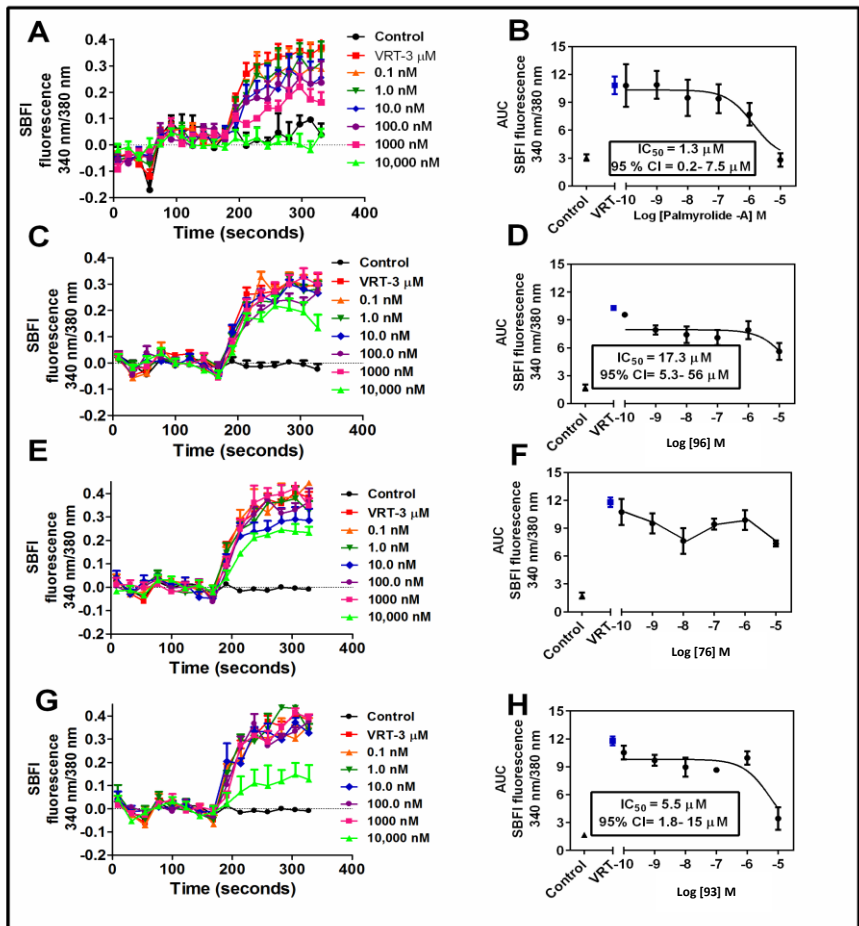 A
SBFI
fluorescence
340 nm/380 nm
0.4
0.3
0.2
0.1
0.0
-0.1
-0.2
0 100 200 300 400
Time (seconds)
Control
VRT-3 μM
0.1 nM
1.0 nM
10.0 nM
100.0 nM
1000 nM
10,000 nM
B
AUC
SBFI fluorescence
340 nm/380 nm
15
12
9
6
3
0
IC50 = 1.3 μM
95 % CI = 0.2- 7.5 μM
Control
VRT
-10 -9 -8 -7 -6 -5
Log [Palmyrolide -A] M
C
SBFI
fluorescence
340 nm/380 nm
0.4
0.3
0.2
0.1
0.0
-0.1
-0.2
0 100 200 300 400
Time (seconds)
Control
VRT-3 μM
0.1 nM
1.0 nM
10.0 nM
100.0 nM
1000 nM
10,000 nM
D
AUC
SBFI fluorescence
340 nm/380 nm
15
12
9
6
3
0
IC50 = 17.3 μM
95% CI= 5.3- 56 μM
Control
VRT
-10 -9 -8 -7 -6 -5
Log [96] M
E
SBFI
fluorescence
340 nm/380 nm
0.4
0.3
0.2
0.1
0.0
-0.1
-0.2
0 100 200 300 400
Time (seconds)
Control
VRT-3 μM
0.1 nM
1.0 nM
10.0 nM
100.0 nM
1000 nM
10,000 nM
F
AUC
SBFI fluorescence
340 nm/380 nm
15
12
9
6
3
0
Control
VRT
-10 -9 -8 -7 -6 -5
Log [76] M
G
SBFI
fluorescence
340 nm/380 nm
0.4
0.3
0.2
0.1
0.0
-0.1
-0.2
0 100 200 300 400
Time (seconds)
Control
VRT-3 μM
0.1 nM
1.0 nM
10.0 nM
100.0 nM
1000 nM
10,000 nM
H
AUC
SBFI fluorescence
340 nm/380 nm
15
12
9
6
3
0
IC50 = 5.5 μM
95% CI= 1.8- 15 μM
Control
VRT
-10 -9 -8 -7 -6 -5
Log [93] M